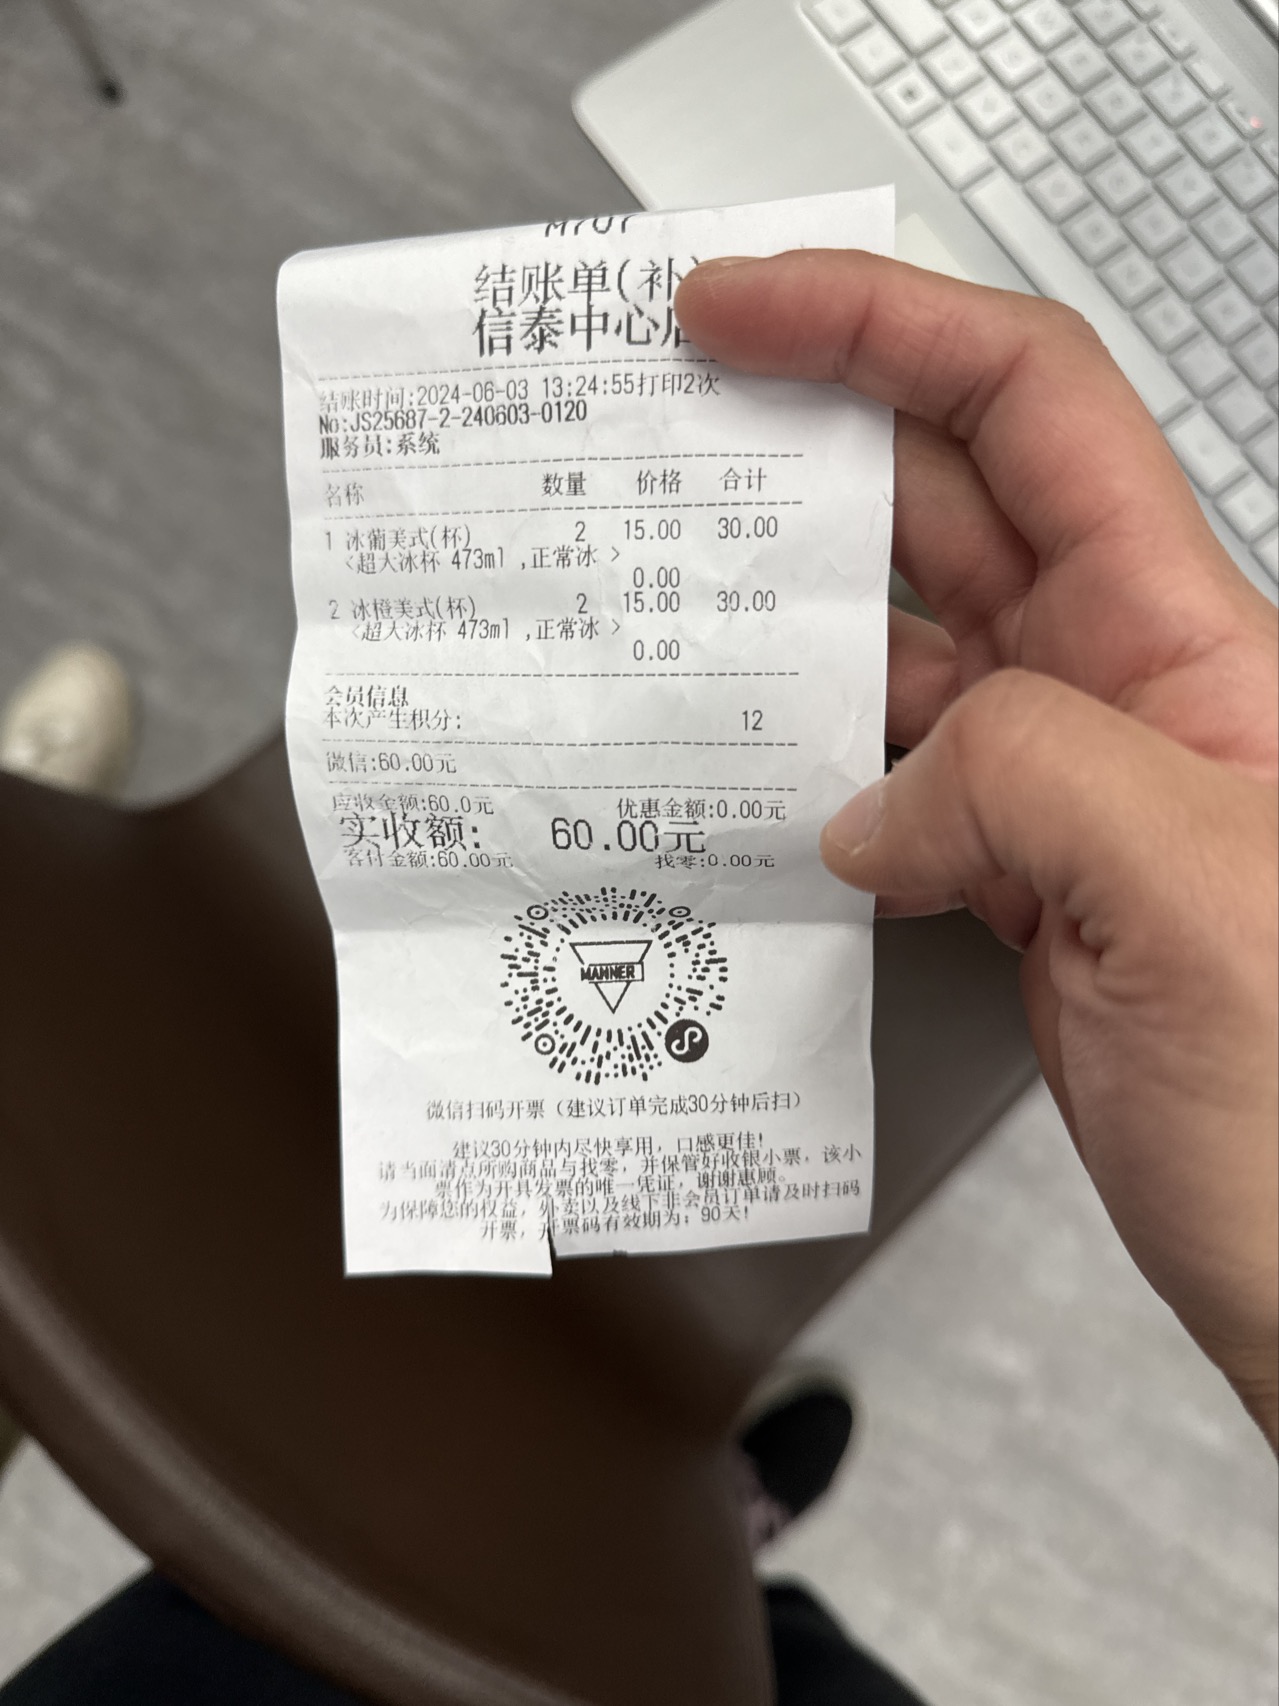 结账单(补
信泰中心店
结账时间:2024-06-03 13:24:55打印2次
No:JS25687-2-240603-0120
服务员:系统
名称 数量 价格 合计
1 冰葡美式(杯) 2 15.00 30.00
<超大冰杯 473ml ,正常冰 >
0.00
2 冰橙美式(杯) 2 15.00 30.00
<超大冰杯 473ml ,正常冰 >
0.00
会员信息
本次产生积分: 12
微信:60.00元
应收金额:60.0元 优惠金额:0.00元
实收额: 60.00元
客付金额:60.00元 找零:0.00元
MANNER
微信扫码开票（建议订单完成30分钟后扫）
建议30分钟内尽快享用，口感更佳!
请当面清点所购商品与找零，并保管好收银小票，该小
票作为开具发票的唯一凭证，谢谢惠顾。
为保障您的权益，外卖以及线下非会员订单请及时扫码
开票，开票码有效期为：90天!